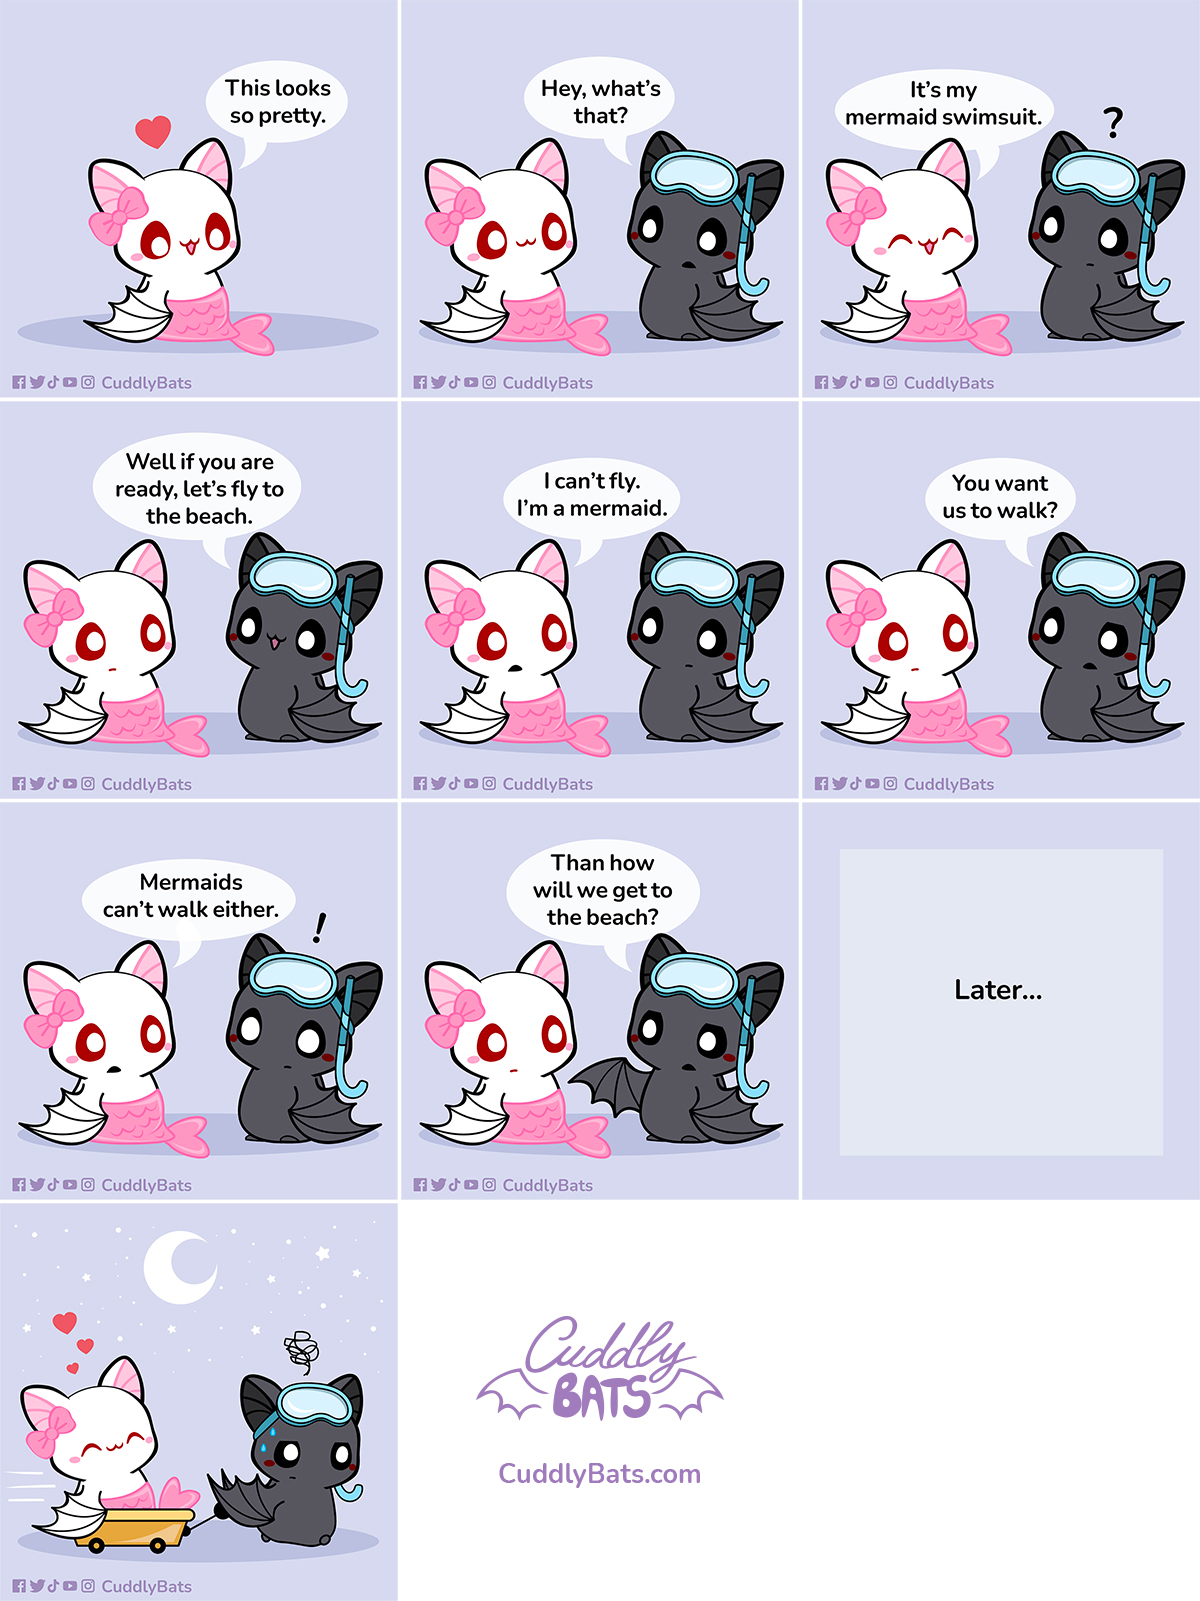 This looks
so pretty.
CuddlyBats
Hey, what's
that?
CuddlyBats
It's my
mermaid swimsuit.
?
CuddlyBats
Well if you are
ready, let's fly to
the beach.
CuddlyBats
I can't fly.
I'm a mermaid.
CuddlyBats
You want
us to walk?
CuddlyBats
Mermaids
can't walk either.
!
CuddlyBats
Than how
will we get to
the beach?
CuddlyBats
Later...
CuddlyBats
Cuddly
BATS
CuddlyBats.com